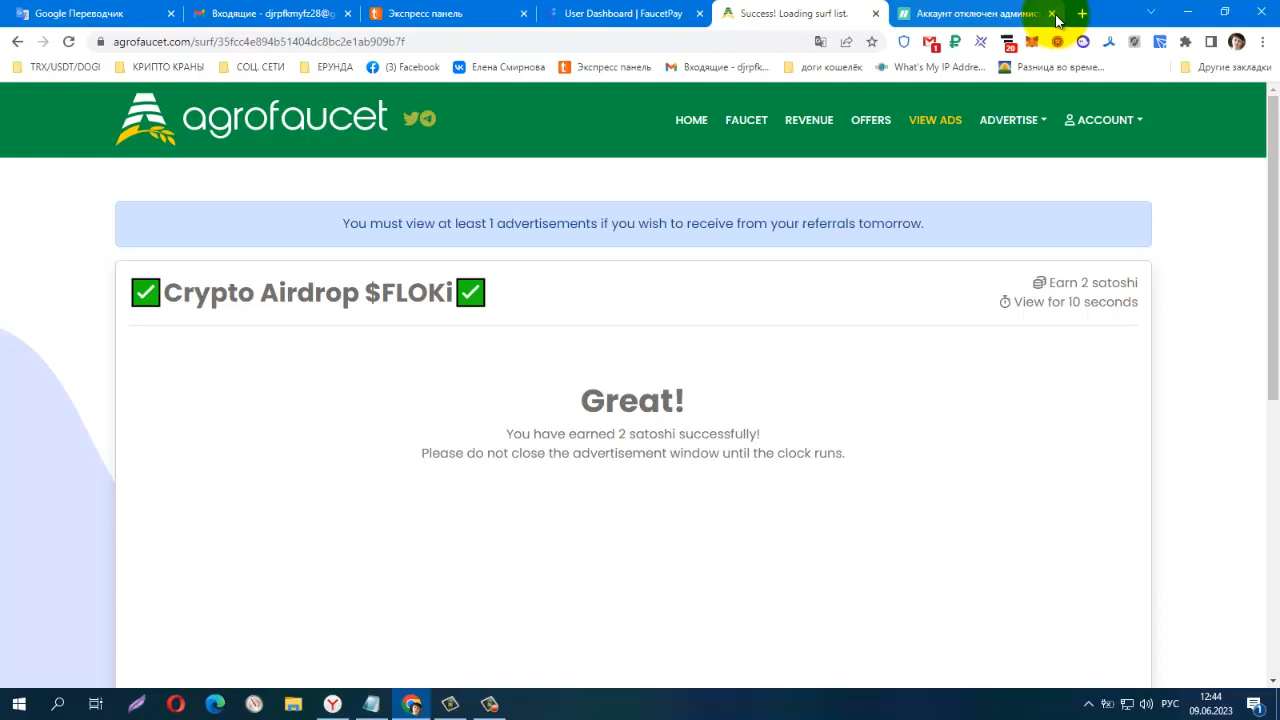 Google Переводчик
Входящие - djrpfkmyfz28@g
Экспресс панель
User Dashboard | FaucetPay
Success! Loading surf list.
Аккаунт отключен админис
agrofaucet.com/surf/35fcc4e894b51404dc3bc2e1bb909b7f
1
20
TRX/USDT/DOGI
КРИПТО КРАНЫ
СОЦ. СЕТИ
ЕРУНДА
(3) Facebook
Елена Смирнова
Экспресс панель
Входящие - djrpfk...
доги кошелёк
What's My IP Addre...
Разница во време...
Другие закладки
agrofaucet
HOME
FAUCET
REVENUE
OFFERS
VIEW ADS
ADVERTISE
ACCOUNT
You must view at least 1 advertisements if you wish to receive from your referrals tomorrow.
Crypto Airdrop $FLOKi
Earn 2 satoshi
View for 10 seconds
Great!
You have earned 2 satoshi successfully!
Please do not close the advertisement window until the clock runs.
РУС
12:44
09.06.2023
1